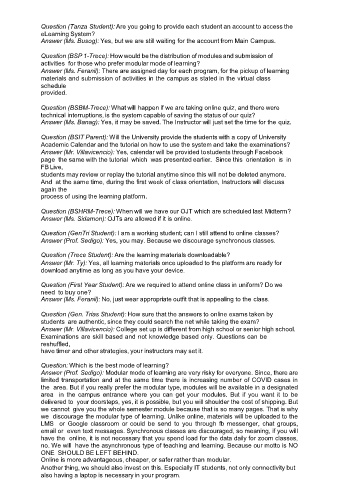 Question (Tanza Student): Are you going to provide each student an account to access the
eLearning System?
Answer (Ms. Busog): Yes, but we are still waiting for the account from Main Campus.
Question (BSP 1-Trece): How would be the distribution of modules and submission of
activities for those who prefer modular mode of learning?
Answer (Ms. Feranil): There are assigned day for each program, for the pickup of learning
materials and submission of activities in the campus as stated in the virtual class
schedule
provided.
Question (BSBM-Trece): What will happen if we are taking online quiz, and there were
technical interruptions, is the system capable of saving the status of our quiz?
Answer (Ms. Banag): Yes, it may be saved. The Instructor will just set the time for the quiz.
Question (BSIT Parent): Will the University provide the students with a copy of University
Academic Calendar and the tutorial on how to use the system and take the examinations?
Answer (Mr. Villavicencio): Yes, calendar will be provided to students through Facebook
page the same with the tutorial which was presented earlier. Since this orientation is in
FB Live,
students may review or replay the tutorial anytime since this will not be deleted anymore.
And at the same time, during the first week of class orientation, Instructors will discuss
again the
process of using the learning platform.
Question (BSHRM-Trece): When will we have our OJT which are scheduled last Midterm?
Answer (Ms. Sidamon): OJTs are allowed if it is online.
Question (GenTri Student): I am a working student; can I still attend to online classes?
Answer (Prof. Sedigo): Yes, you may. Because we discourage synchronous classes.
Question (Trece Student): Are the learning materials downloadable?
Answer (Mr. Ty): Yes, all learning materials once uploaded to the platform are ready for
download anytime as long as you have your device.
Question (First Year Student): Are we required to attend online class in uniform? Do we
need to buy one?
Answer (Ms. Feranil): No, just wear appropriate outfit that is appealing to the class.
Question (Gen. Trias Student): How sure that the answers to online exams taken by
students are authentic, since they could search the net while taking the exam?
Answer (Mr. Villavicencio): College set up is different from high school or senior high school.
Examinations are skill based and not knowledge based only. Questions can be
reshuffled,
have timer and other strategies, your instructors may set it.
Question: Which is the best mode of learning?
Answer (Prof. Sedigo): Modular mode of learning are very risky for everyone. Since, there are
limited transportation and at the same time there is increasing number of COVID cases in
the area. But if you really prefer the modular type, modules will be available in a designated
area in the campus entrance where you can get your modules. But if you want it to be
delivered to your doorsteps, yes, it is possible, but you will shoulder the cost of shipping. But
we cannot give you the whole semester module because that is so many pages. That is why
we discourage the modular type of learning. Unlike online, materials will be uploaded to the
LMS or Google classroom or could be send to you through fb messenger, chat groups,
email or even text messages. Synchronous classes are discouraged, so meaning, if you will
have the online, it is not necessary that you spend load for the data daily for zoom classes,
no. We will have the asynchronous type of teaching and learning. Because our motto is NO
ONE SHOULD BE LEFT BEHIND.
Online is more advantageous, cheaper, or safer rather than modular.
Another thing, we should also invest on this. Especially IT students, not only connectivity but
also having a laptop is necessary in your program.